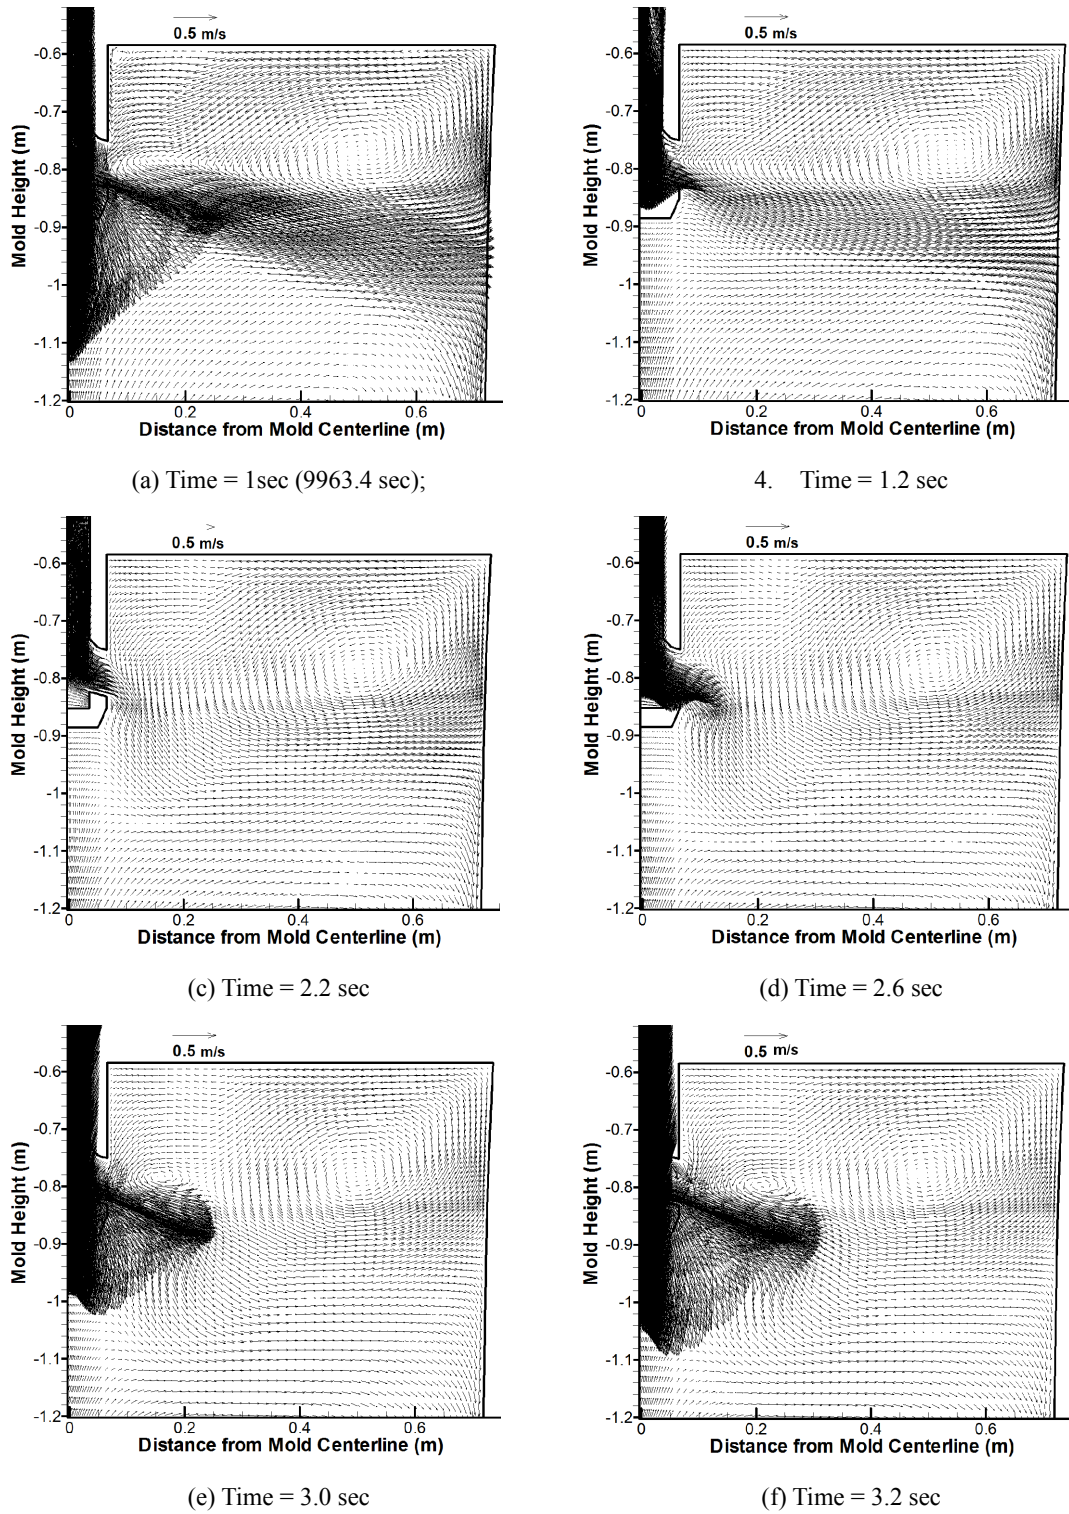 0.5 m/s
-0.6
-0.7
-0.8
-0.9
-1
-1.1
-1.2
Mold Height (m)
0
0.2
0.4
0.6
Distance from Mold Centerline (m)
(a) Time = 1sec (9963.4 sec);
0.5 m/s
-0.6
-0.7
-0.8
-0.9
-1
-1.1
-1.2
Mold Height (m)
0
0.2
0.4
0.6
Distance from Mold Centerline (m)
4. Time = 1.2 sec
0.5 m/s
-0.6
-0.7
-0.8
-0.9
-1
-1.1
-1.2
Mold Height (m)
0
0.2
0.4
0.6
Distance from Mold Centerline (m)
(c) Time = 2.2 sec
0.5 m/s
-0.6
-0.7
-0.8
-0.9
-1
-1.1
-1.2
Mold Height (m)
0
0.2
0.4
0.6
Distance from Mold Centerline (m)
(d) Time = 2.6 sec
0.5 m/s
-0.6
-0.7
-0.8
-0.9
-1
-1.1
-1.2
Mold Height (m)
0
0.2
0.4
0.6
Distance from Mold Centerline (m)
(e) Time = 3.0 sec
0.5 m/s
-0.6
-0.7
-0.8
-0.9
-1
-1.1
-1.2
Mold Height (m)
0
0.2
0.4
0.6
Distance from Mold Centerline (m)
(f) Time = 3.2 sec